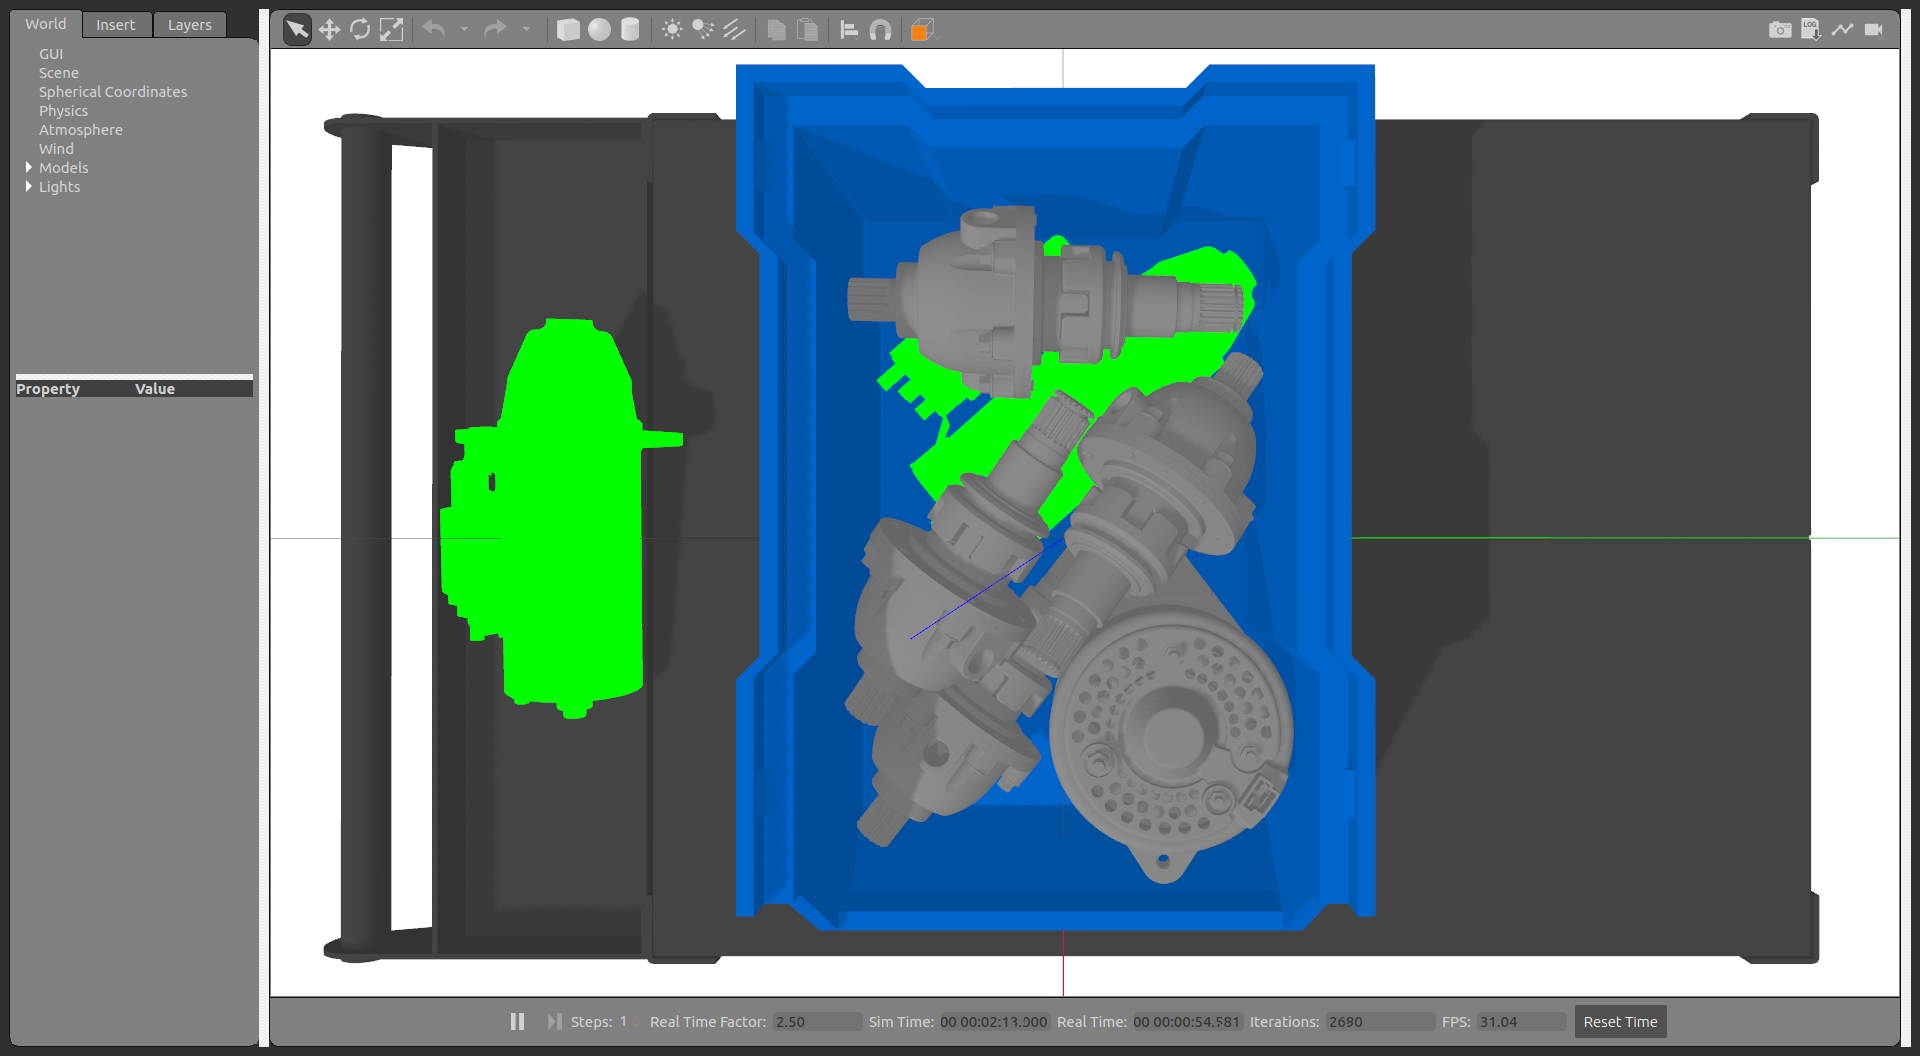 World Insert Layers
LOG
GUI
Scene
Spherical Coordinates
Physics
Atmosphere
Wind
Models
Lights
Property Value
Steps: 1 Real Time Factor: 2.50 Sim Time: 00 00:02:13.000 Real Time: 00 00:00:54.581 Iterations: 2690 FPS: 31.04 Reset Time